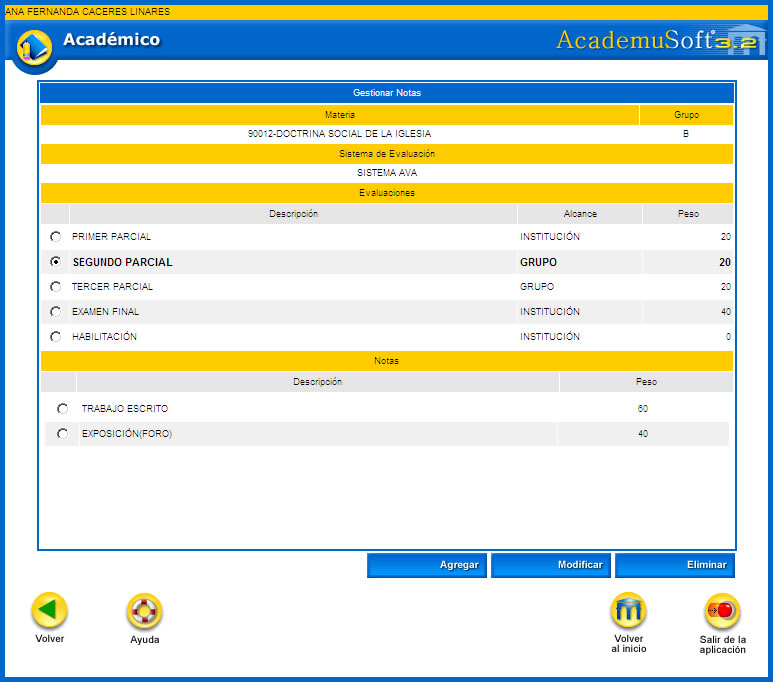 ANA FERNANDA CACERES LINARES
Académico
AcademuSoft 3.2
Gestionar Notas
Materia Grupo
90012-DOCTRINA SOCIAL DE LA IGLESIA B
Sistema de Evaluación
SISTEMA AVA
Evaluaciones
Descripción Alcance Peso
PRIMER PARCIAL INSTITUCIÓN 20
SEGUNDO PARCIAL GRUPO 20
TERCER PARCIAL GRUPO 20
EXAMEN FINAL INSTITUCIÓN 40
HABILITACIÓN INSTITUCIÓN 0
Notas
Descripción Peso
TRABAJO ESCRITO 60
EXPOSICIÓN(FORO) 40
Agregar Modificar Eliminar
Volver Ayuda Volver Salir de la
al inicio aplicación